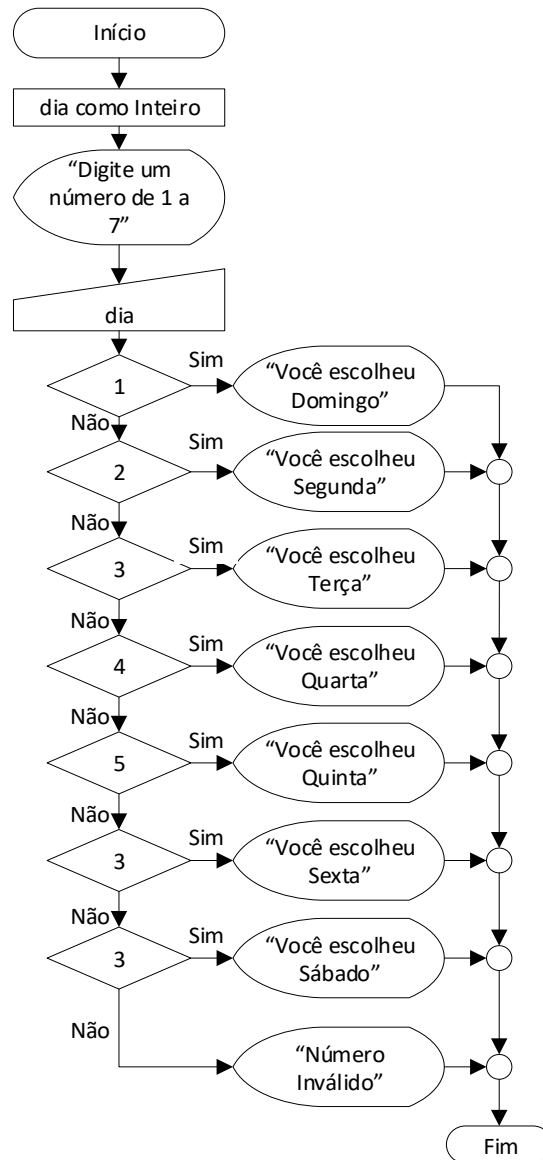 Início
dia como Inteiro
“Digite um
número de 1 a
7”
dia
1
Sim
“Você escolheu
Domingo”
Não
2
Sim
“Você escolheu
Segunda”
Não
3
Sim
“Você escolheu
Terça”
Não
4
Sim
“Você escolheu
Quarta”
Não
5
Sim
“Você escolheu
Quinta”
Não
3
Sim
“Você escolheu
Sexta”
Não
3
Sim
“Você escolheu
Sábado”
Não
“Número
Inválido”
Fim